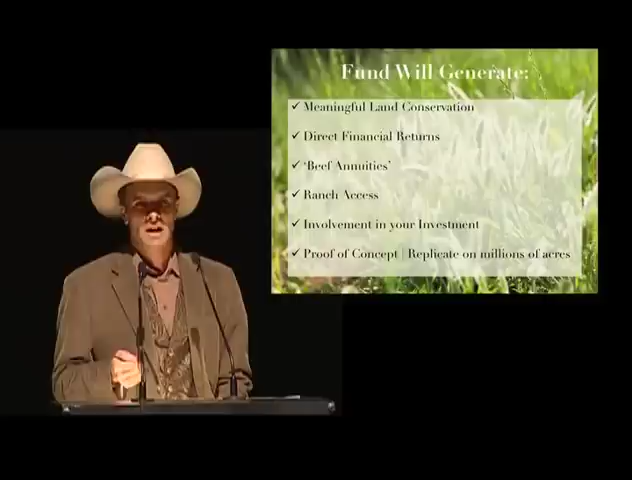 Fund Will Generate:
✓ Meaningful Land Conservation
✓ Direct Financial Returns
✓ 'Beef Annuities'
✓ Ranch Access
✓ Involvement in your Investment
✓ Proof of Concept | Replicate on millions of acres